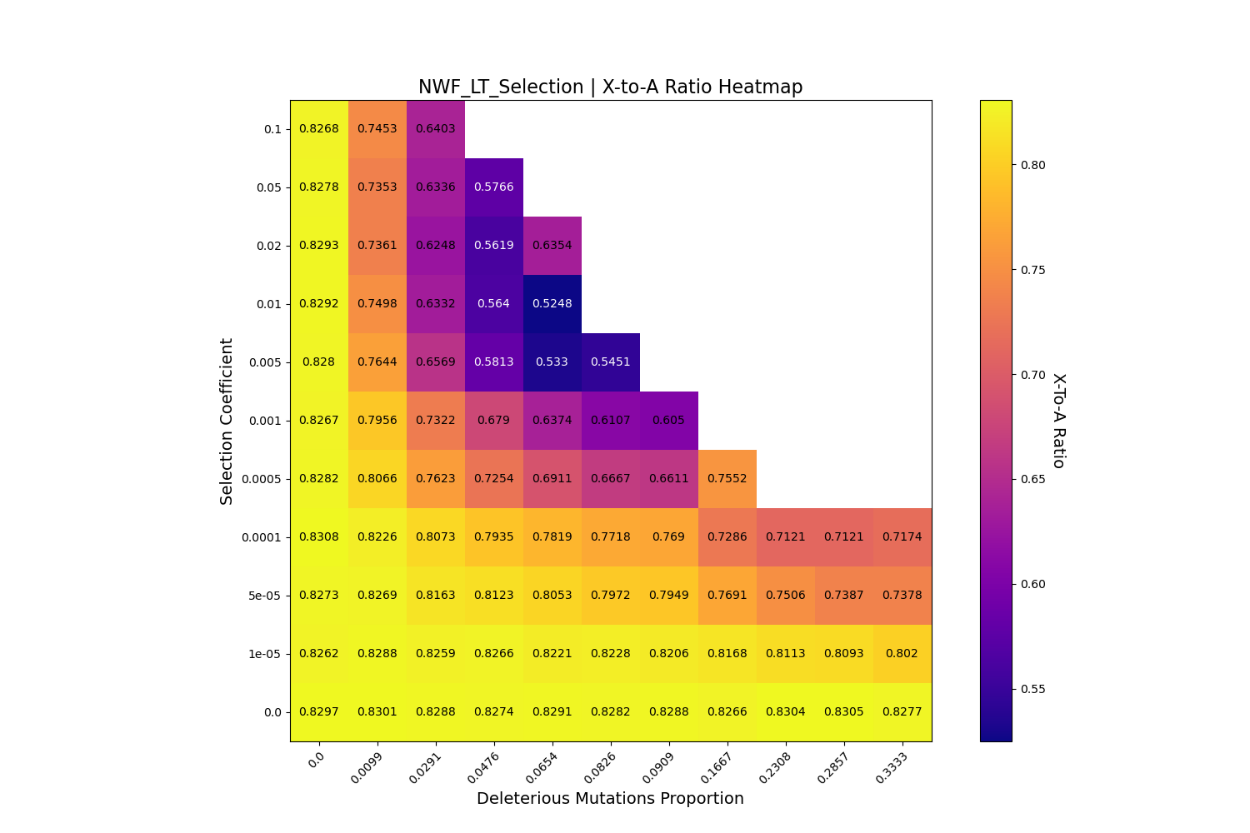 NWF_LT_Selection | X-to-A Ratio Heatmap
0.1 0.8268 0.7453 0.6403
0.05 0.8278 0.7353 0.6336 0.5766
0.02 0.8293 0.7361 0.6248 0.5619 0.6354
0.01 0.8292 0.7498 0.6332 0.564 0.5248
0.005 0.828 0.7644 0.6569 0.5813 0.533 0.5451
0.001 0.8267 0.7956 0.7322 0.679 0.6374 0.6107 0.605
0.0005 0.8282 0.8066 0.7623 0.7254 0.6911 0.6667 0.6611 0.7552
0.0001 0.8308 0.8226 0.8073 0.7935 0.7819 0.7718 0.769 0.7286 0.7121 0.7121 0.7174
5e-05 0.8273 0.8269 0.8163 0.8123 0.8053 0.7972 0.7949 0.7691 0.7506 0.7387 0.7378
1e-05 0.8262 0.8288 0.8259 0.8266 0.8221 0.8228 0.8206 0.8168 0.8113 0.8093 0.802
0.0 0.8297 0.8301 0.8288 0.8274 0.8291 0.8282 0.8288 0.8266 0.8304 0.8305 0.8277
0.0 0.0099 0.0291 0.0476 0.0654 0.0826 0.0909 0.1667 0.2308 0.2857 0.3333
Deleterious Mutations Proportion
Selection Coefficient
0.80
0.75
0.70
0.65
0.60
0.55
X-To-A Ratio